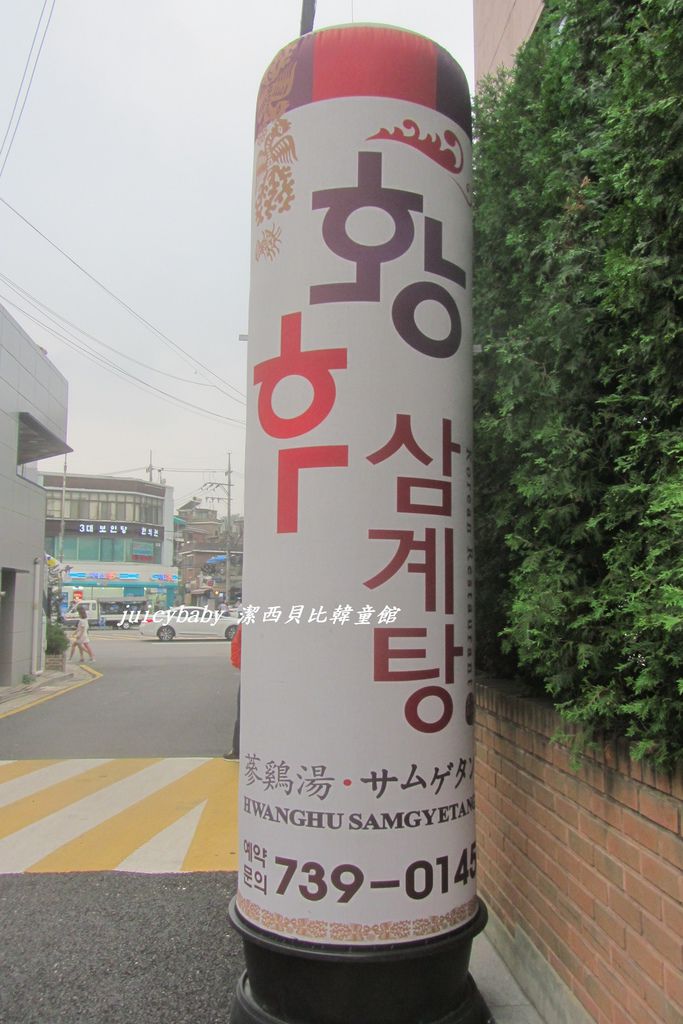 황후
삼계탕
Korean Restaurant
蔘鷄湯・サムゲタン
HWANGHU SAMGYETANG
예약
문의 739-0145
3대 보인탕
juicybaby 潔西貝比韓童館